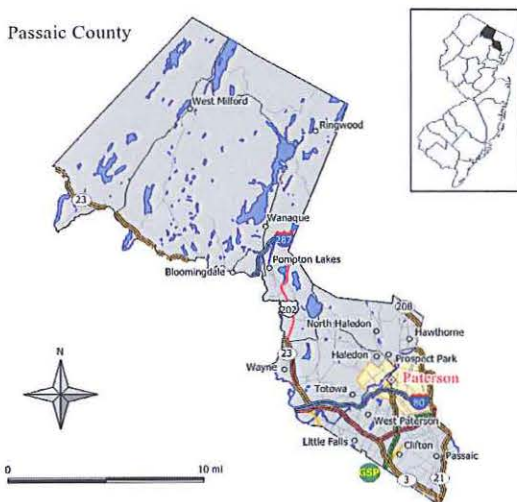 Passaic County
West Milford
Ringwood
23
Wanaque
287
Bloomingdale
Pompton Lakes
202
208
North Haledon
Hawthorne
23
Haledon
Prospect Park
Wayne
Paterson
N
Totowa
80
West Paterson
Little Falls
Clifton
Passaic
GSP
3
21
0
10 mi